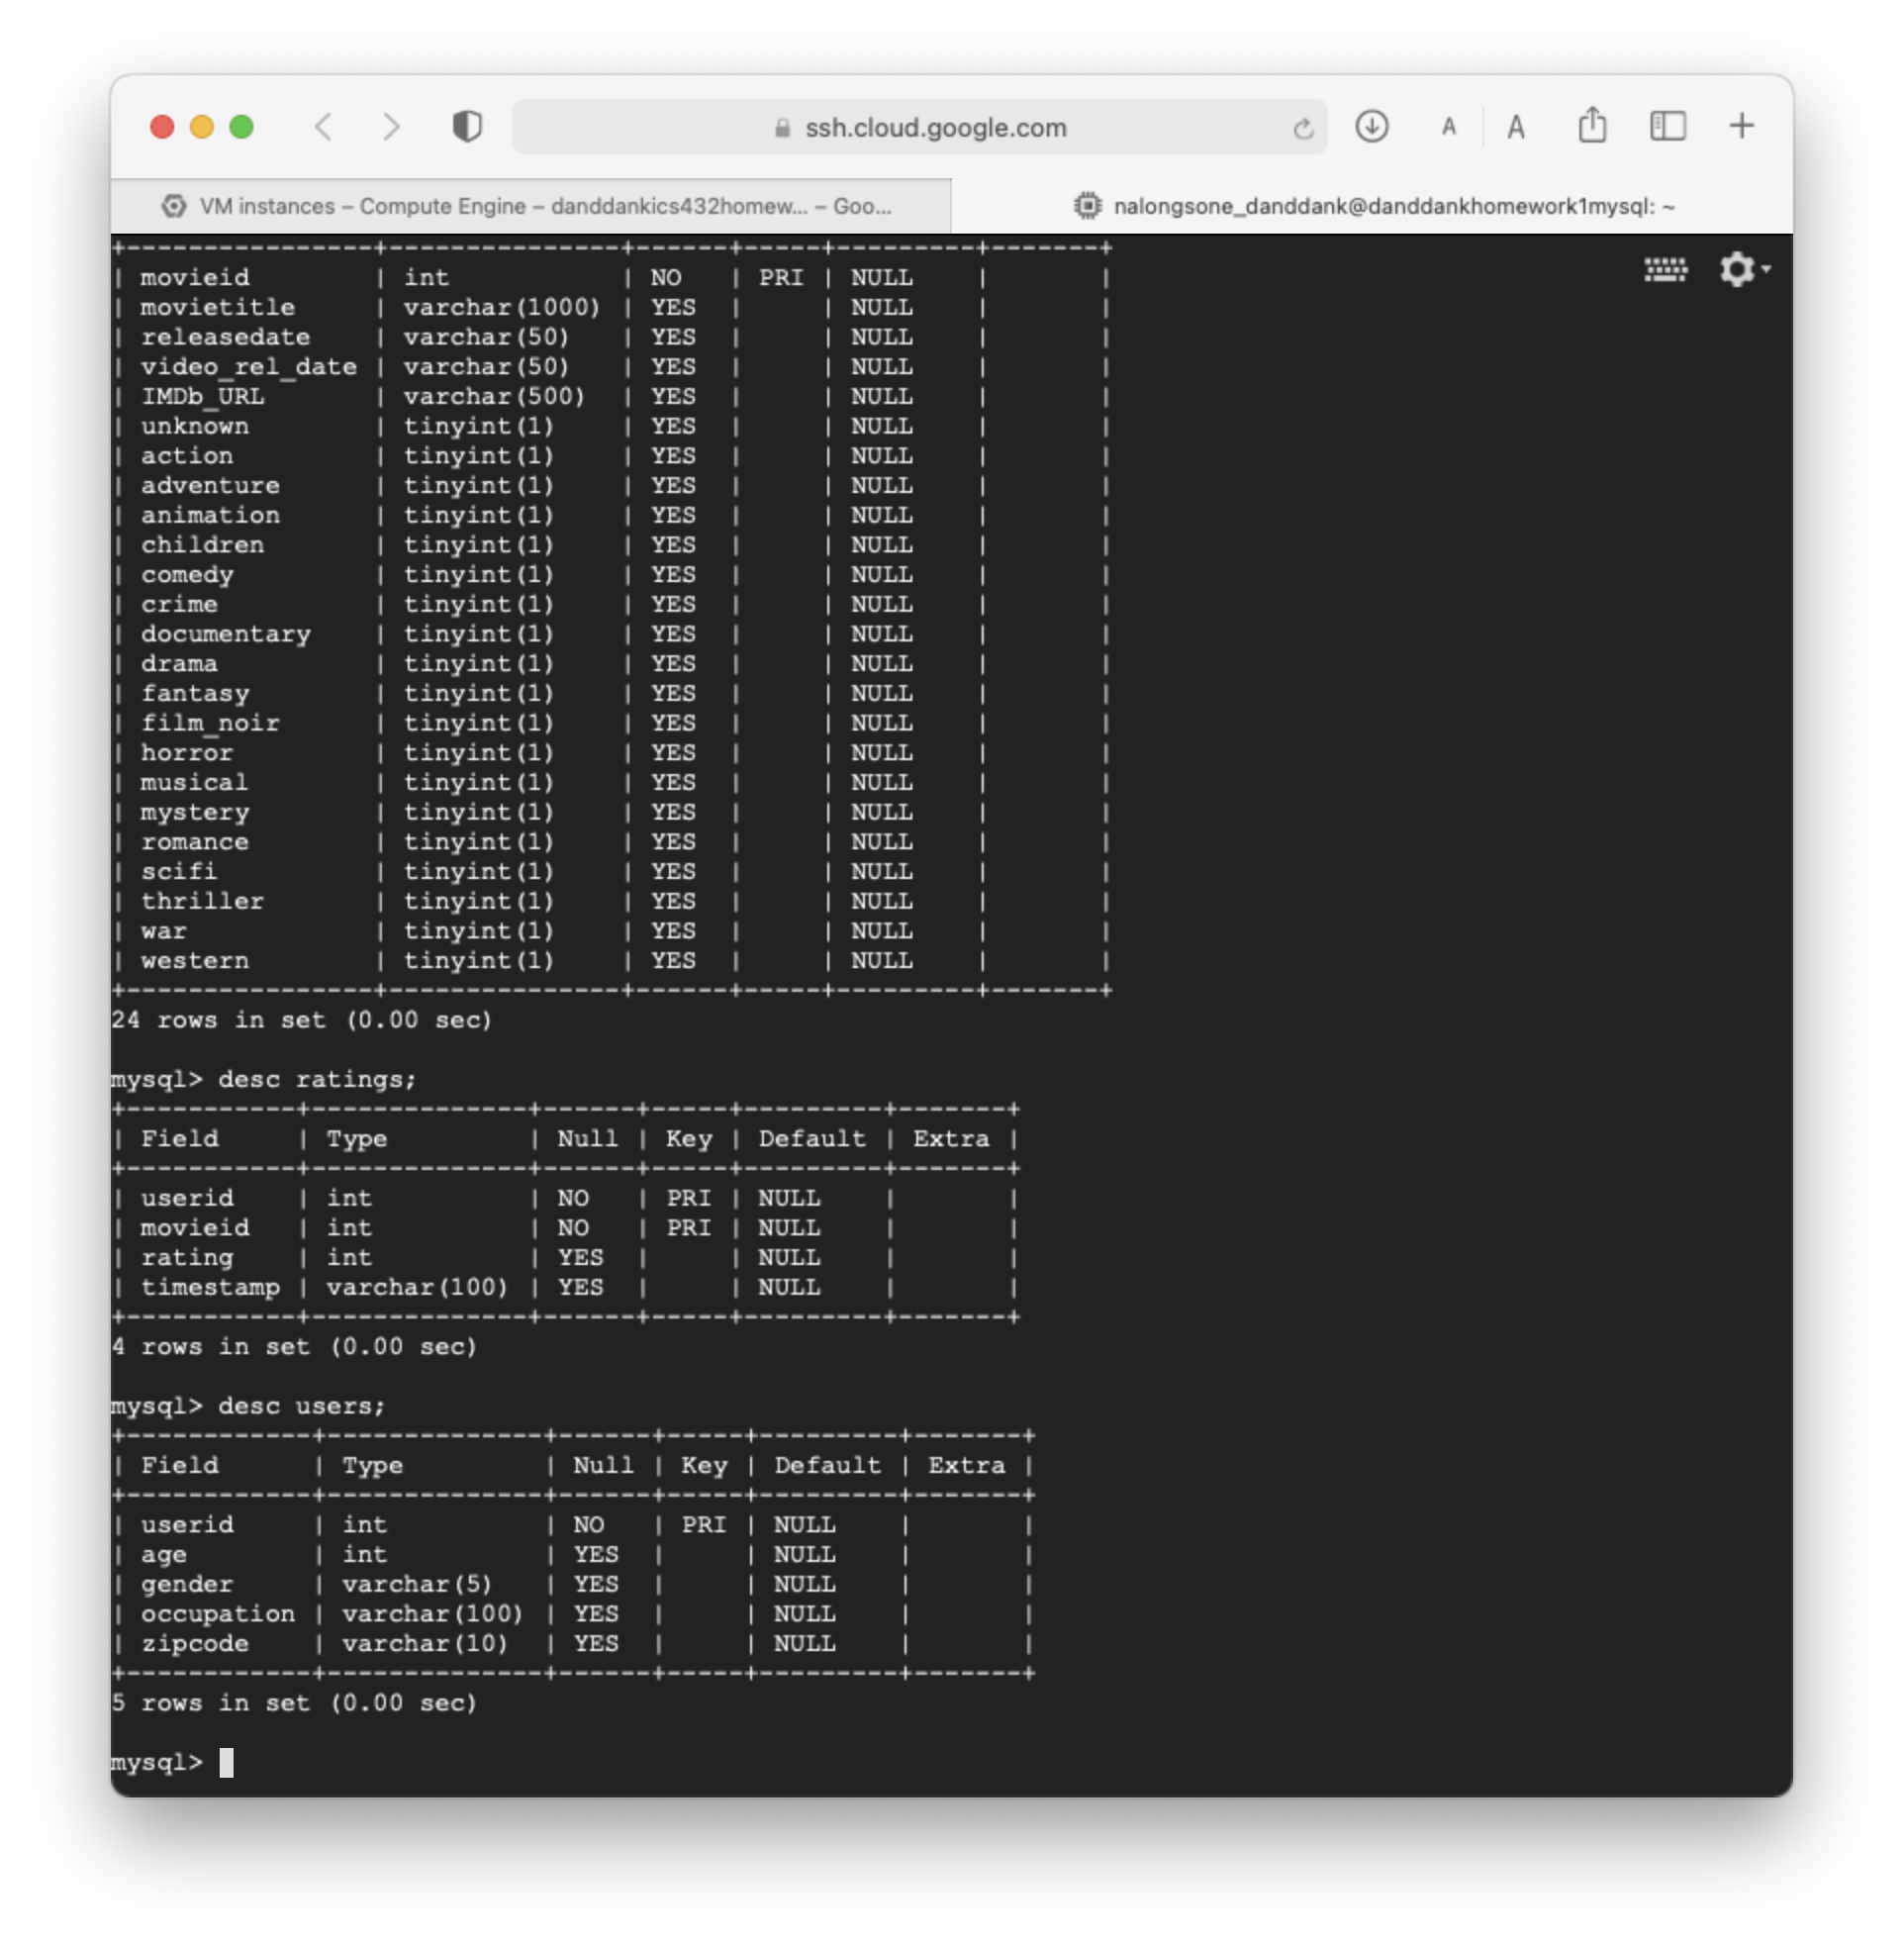 ssh.cloud.google.com
A A
VM instances – Compute Engine – danddankics432homew... – Goo...
nalongsone_danddank@danddankhomework1mysql: ~
+-----------------+---------------+------+-----+---------+-------+
| movieid         | int           | NO   | PRI | NULL    |       |
| movietitle      | varchar(1000) | YES  |     | NULL    |       |
| releasedate     | varchar(50)   | YES  |     | NULL    |       |
| video_rel_date  | varchar(50)   | YES  |     | NULL    |       |
| IMDb_URL        | varchar(500)  | YES  |     | NULL    |       |
| unknown         | tinyint(1)    | YES  |     | NULL    |       |
| action          | tinyint(1)    | YES  |     | NULL    |       |
| adventure       | tinyint(1)    | YES  |     | NULL    |       |
| animation       | tinyint(1)    | YES  |     | NULL    |       |
| children        | tinyint(1)    | YES  |     | NULL    |       |
| comedy          | tinyint(1)    | YES  |     | NULL    |       |
| crime           | tinyint(1)    | YES  |     | NULL    |       |
| documentary     | tinyint(1)    | YES  |     | NULL    |       |
| drama           | tinyint(1)    | YES  |     | NULL    |       |
| fantasy         | tinyint(1)    | YES  |     | NULL    |       |
| film_noir       | tinyint(1)    | YES  |     | NULL    |       |
| horror          | tinyint(1)    | YES  |     | NULL    |       |
| musical         | tinyint(1)    | YES  |     | NULL    |       |
| mystery         | tinyint(1)    | YES  |     | NULL    |       |
| romance         | tinyint(1)    | YES  |     | NULL    |       |
| scifi           | tinyint(1)    | YES  |     | NULL    |       |
| thriller        | tinyint(1)    | YES  |     | NULL    |       |
| war             | tinyint(1)    | YES  |     | NULL    |       |
| western         | tinyint(1)    | YES  |     | NULL    |       |
+-----------------+---------------+------+-----+---------+-------+
24 rows in set (0.00 sec)
mysql> desc ratings;
+-----------+--------------+------+-----+---------+-------+
| Field     | Type         | Null | Key | Default | Extra |
+-----------+--------------+------+-----+---------+-------+
| userid    | int          | NO   | PRI | NULL    |       |
| movieid   | int          | NO   | PRI | NULL    |       |
| rating    | int          | YES  |     | NULL    |       |
| timestamp | varchar(100) | YES  |     | NULL    |       |
+-----------+--------------+------+-----+---------+-------+
4 rows in set (0.00 sec)
mysql> desc users;
+------------+--------------+------+-----+---------+-------+
| Field      | Type         | Null | Key | Default | Extra |
+------------+--------------+------+-----+---------+-------+
| userid     | int          | NO   | PRI | NULL    |       |
| age        | int          | YES  |     | NULL    |       |
| gender     | varchar(5)   | YES  |     | NULL    |       |
| occupation | varchar(100) | YES  |     | NULL    |       |
| zipcode    | varchar(10)  | YES  |     | NULL    |       |
+------------+--------------+------+-----+---------+-------+
5 rows in set (0.00 sec)
mysql>